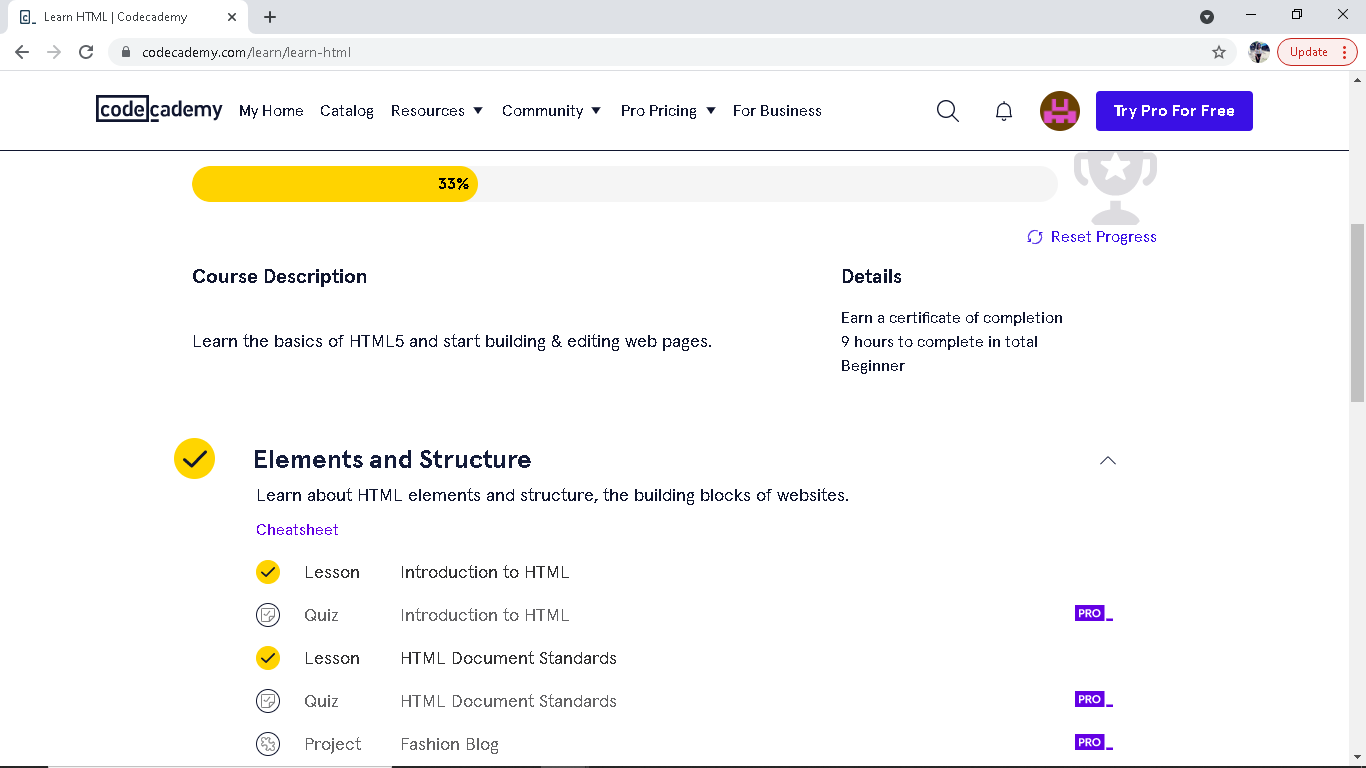 Learn HTML | Codecademy
codecademy.com/learn/learn-html
Update
codecademy
My Home
Catalog
Resources
Community
Pro Pricing
For Business
Try Pro For Free
33%
Reset Progress
Course Description
Details
Learn the basics of HTML5 and start building & editing web pages.
Earn a certificate of completion
9 hours to complete in total
Beginner
Elements and Structure
Learn about HTML elements and structure, the building blocks of websites.
Cheatsheet
Lesson Introduction to HTML
Quiz Introduction to HTML PRO
Lesson HTML Document Standards
Quiz HTML Document Standards PRO
Project Fashion Blog PRO